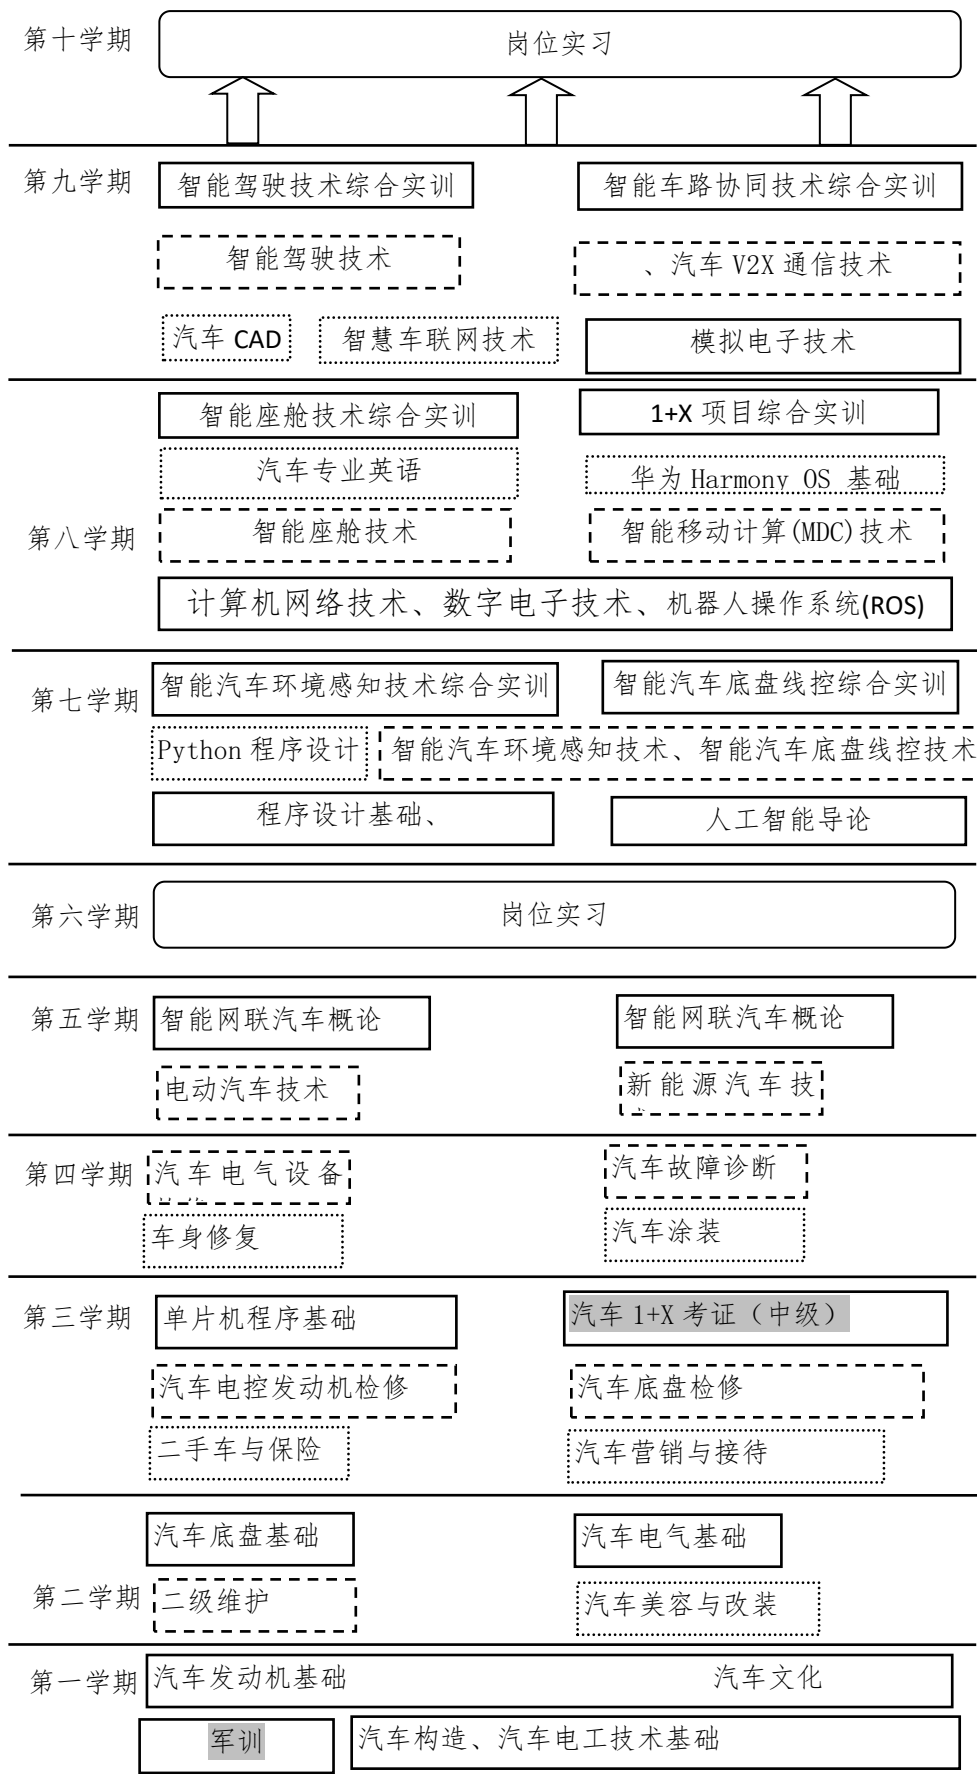 第十学期
岗位实习
第九学期
智能驾驶技术综合实训
智能车路协同技术综合实训
智能驾驶技术
、汽车 V2X 通信技术
汽车 CAD
智慧车联网技术
模拟电子技术
智能座舱技术综合实训
1+X 项目综合实训
汽车专业英语
华为 Harmony OS 基础
第八学期
智能座舱技术
智能移动计算(MDC)技术
计算机网络技术、数字电子技术、机器人操作系统(ROS)
第七学期
智能汽车环境感知技术综合实训
智能汽车底盘线控综合实训
Python 程序设计
智能汽车环境感知技术、智能汽车底盘线控技术
程序设计基础、
人工智能导论
第六学期
岗位实习
第五学期
智能网联汽车概论
智能网联汽车概论
电动汽车技术
新能源汽车技
第四学期
汽车电气设备
汽车故障诊断
车身修复
汽车涂装
第三学期
单片机程序基础
汽车 1+X 考证（中级）
汽车电控发动机检修
汽车底盘检修
二手车与保险
汽车营销与接待
汽车底盘基础
汽车电气基础
第二学期
二级维护
汽车美容与改装
第一学期
汽车发动机基础
汽车文化
军训
汽车构造、汽车电工技术基础